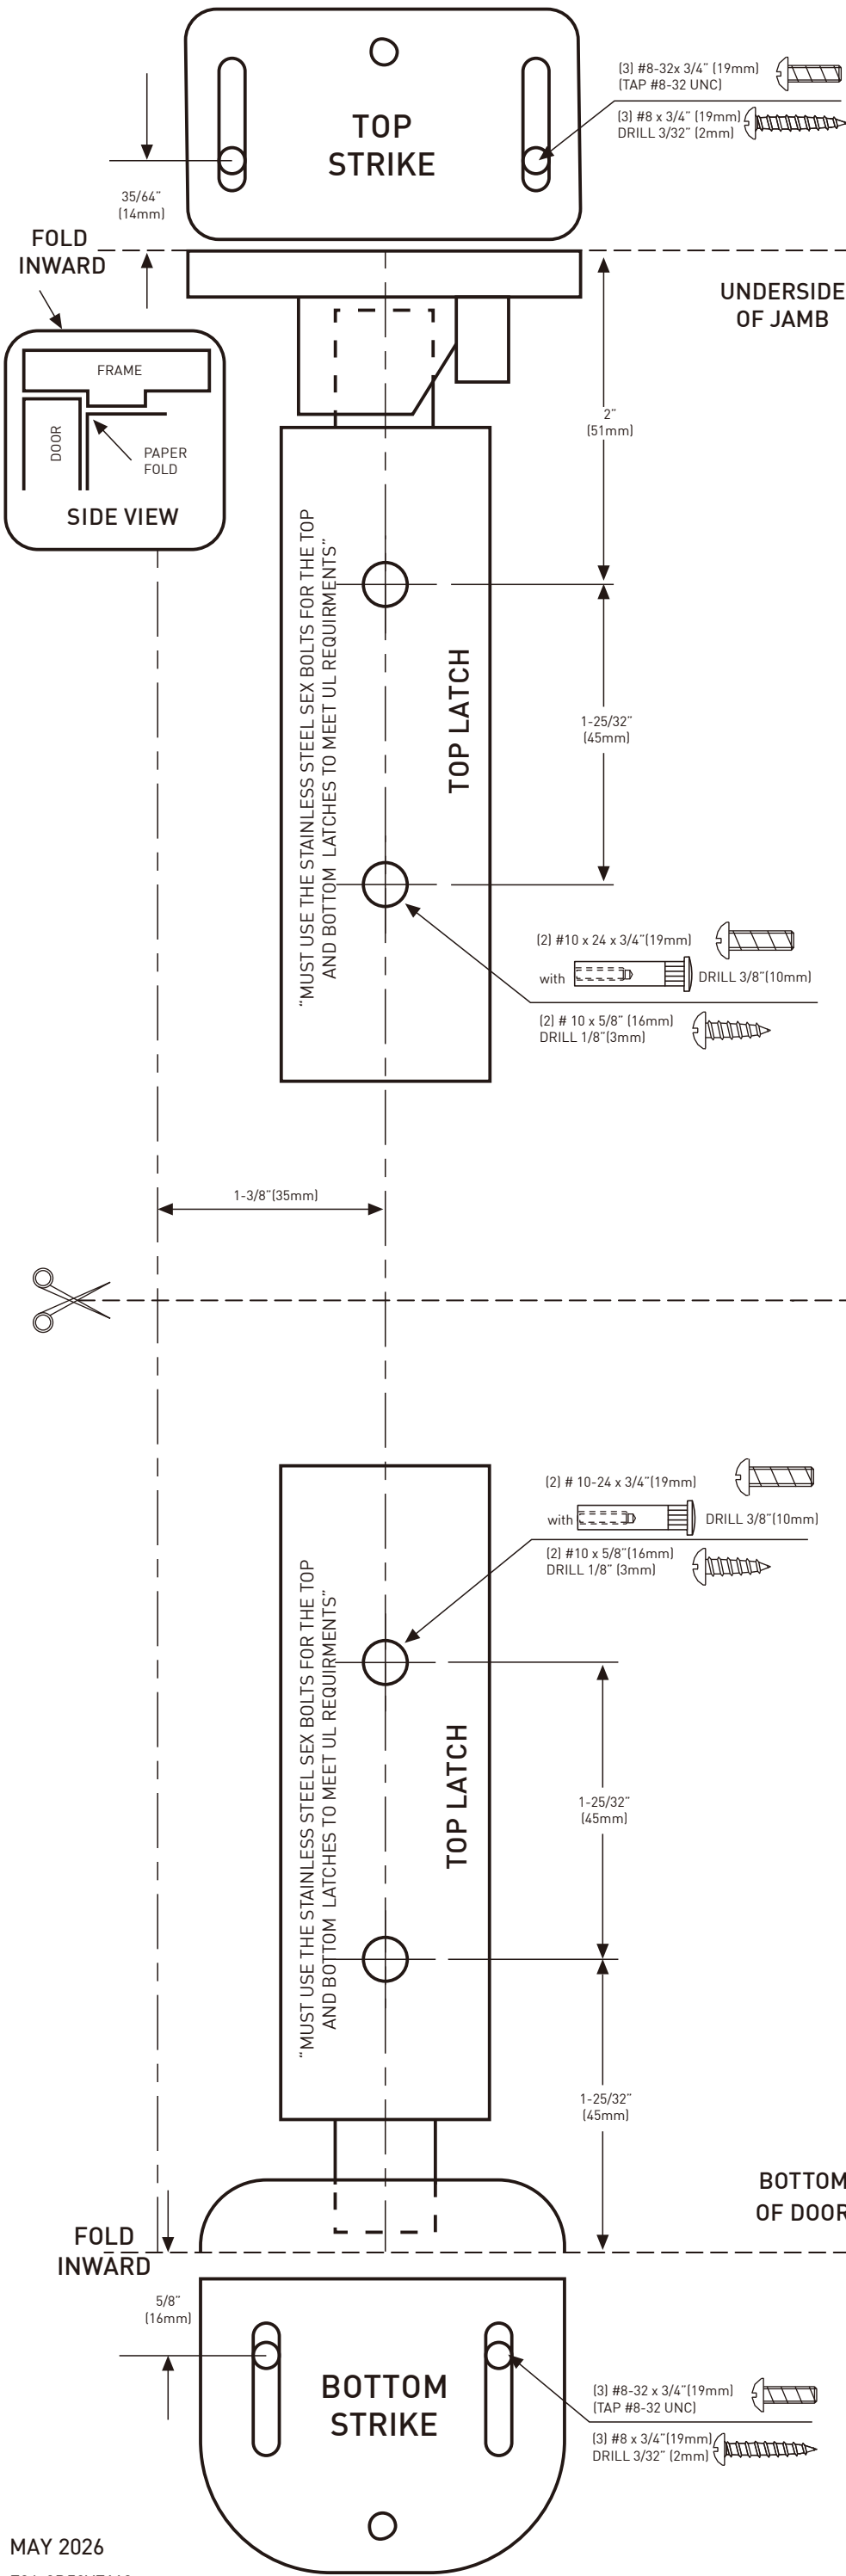 TOP
STRIKE
(3) #8-32x 3/4" (19mm)
(TAP #8-32 UNC)
(3) #8 x 3/4" (19mm)
DRILL 3/32" (2mm)
35/64"
(14mm)
FOLD
INWARD
UNDERSIDE
OF JAMB
FRAME
DOOR
PAPER
FOLD
SIDE VIEW
2"
(51mm)
"MUST USE THE STAINLESS STEEL SEX BOLTS FOR THE TOP
AND BOTTOM LATCHES TO MEET UL REQUIRMENTS"
TOP LATCH
1-25/32"
(45mm)
(2) #10 x 24 x 3/4"(19mm)
with
DRILL 3/8"(10mm)
(2) # 10 x 5/8" (16mm)
DRILL 1/8"(3mm)
1-3/8"(35mm)
(2) # 10-24 x 3/4"(19mm)
with
DRILL 3/8"(10mm)
(2) #10 x 5/8"(16mm)
DRILL 1/8" (3mm)
"MUST USE THE STAINLESS STEEL SEX BOLTS FOR THE TOP
AND BOTTOM LATCHES TO MEET UL REQUIRMENTS"
TOP LATCH
1-25/32"
(45mm)
1-25/32"
(45mm)
BOTTOM
OF DOOR
FOLD
INWARD
5/8"
(16mm)
BOTTOM
STRIKE
(3) #8-32 x 3/4"(19mm)
(TAP #8-32 UNC)
(3) #8 x 3/4"(19mm)
DRILL 3/32" (2mm)
MAY 2026